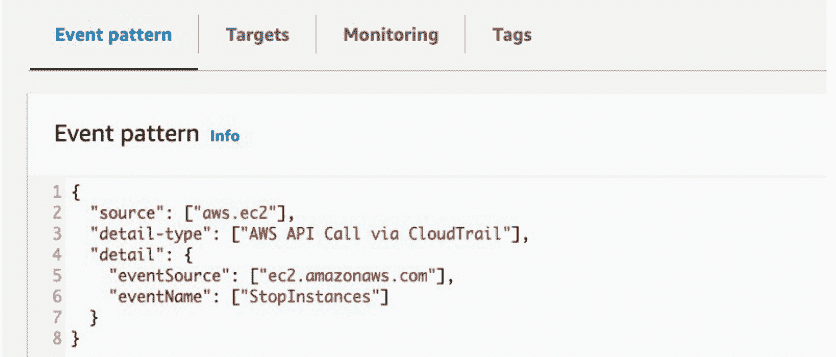 Event pattern Targets Monitoring Tags
Event pattern Info
1 {
2 "source": ["aws.ec2"],
3 "detail-type": ["AWS API Call via CloudTrail"],
4 "detail": {
5 "eventSource": ["ec2.amazonaws.com"],
6 "eventName": ["StopInstances"]
7 }
8 }